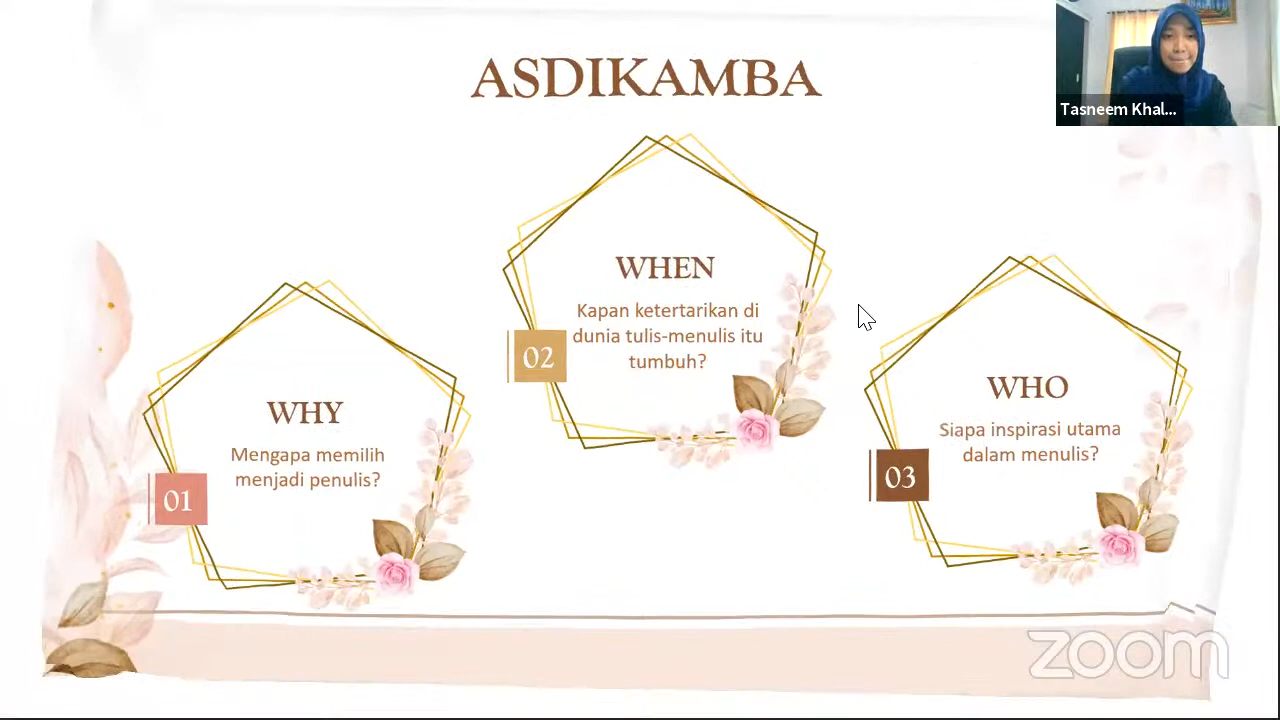 ASDIKAMBA
Tasneem Khal...
WHY
Mengapa memilih
menjadi penulis?
01
WHEN
Kapan ketertarikan di
dunia tulis-menulis itu
tumbuh?
02
WHO
Siapa inspirasi utama
dalam menulis?
03
zoom